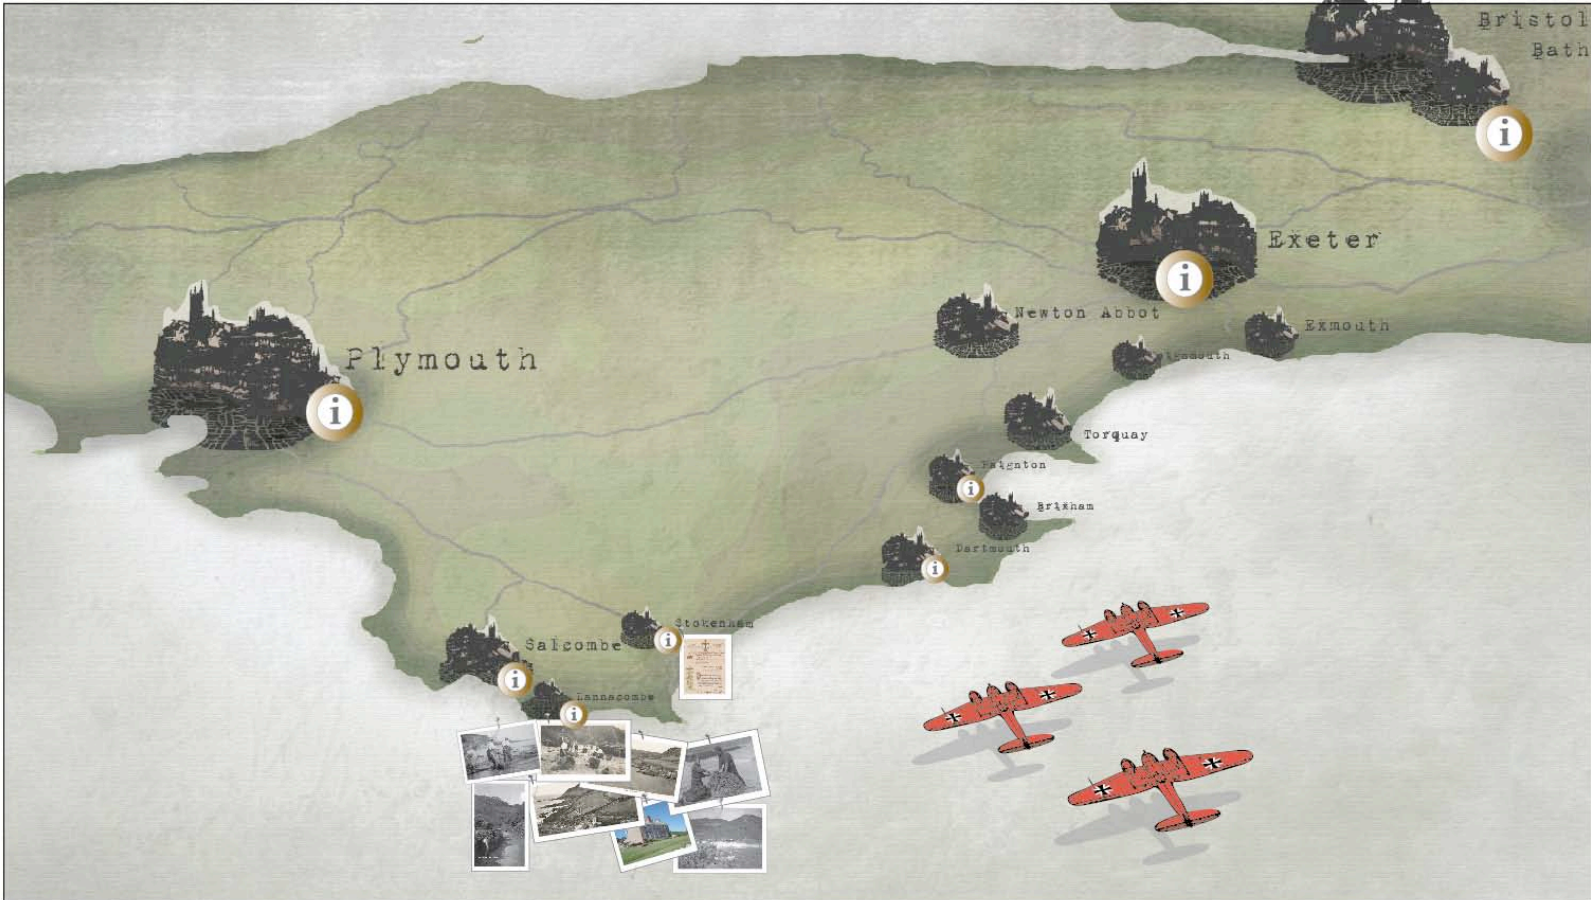 Bristol
Bath
i
Exeter
i
Newton Abbot
Exmouth
Plymouth
i
Torquay
Paignton
i
Brixham
Dartmouth
i
Stokenham
i
Salcombe
i
Lannacombe
i